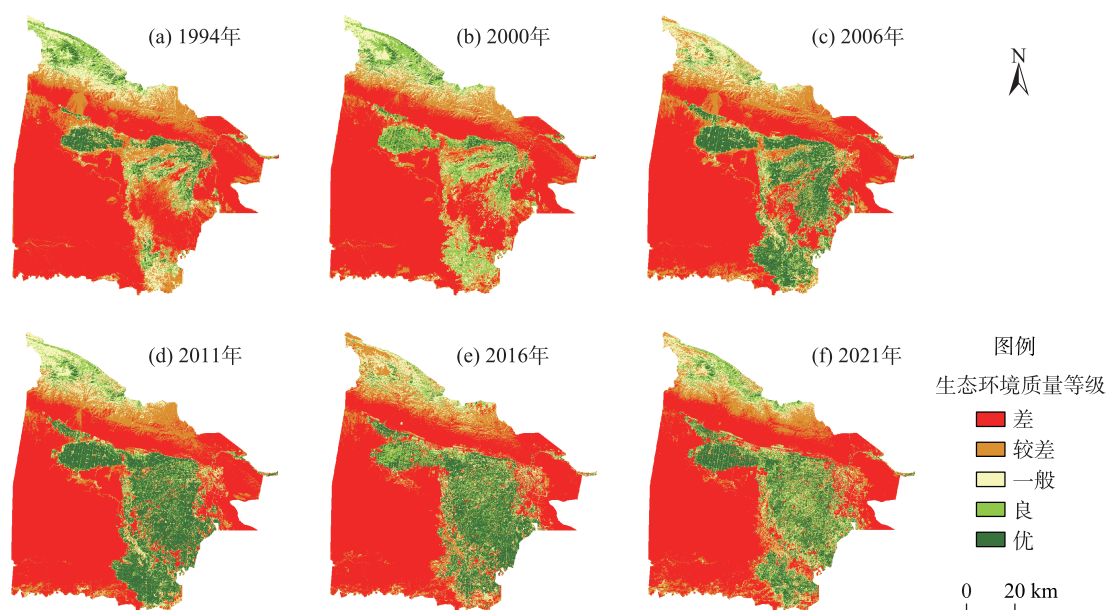 (a) 1994年
(b) 2000年
(c) 2006年
N
(d) 2011年
(e) 2016年
(f) 2021年
图例
生态环境质量等级
差
较差
一般
良
优
0 20 km